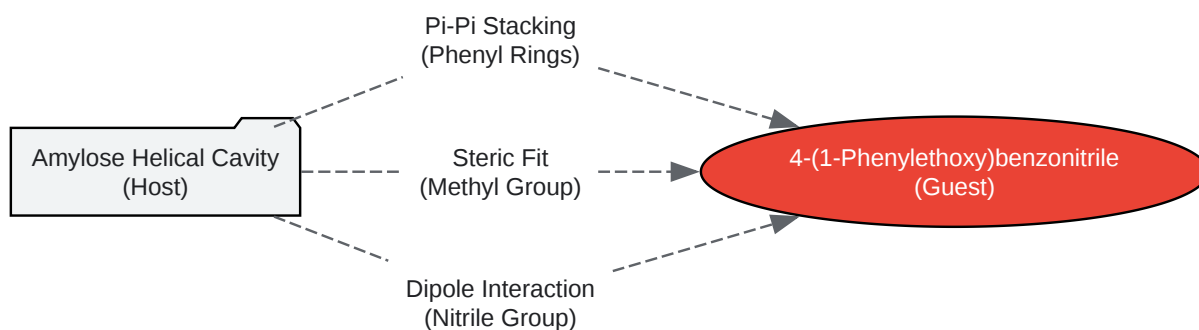 Pi-Pi Stacking
(Phenyl Rings)
Amylose Helical Cavity
(Host)
Steric Fit
(Methyl Group)
4-(1-Phenylethoxy)benzonitrile
(Guest)
Dipole Interaction
(Nitrile Group)